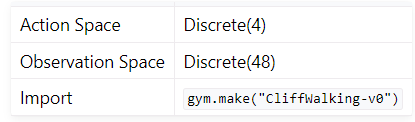 Action Space Discrete(4)
Observation Space Discrete(48)
Import gym.make("CliffWalking-v0")